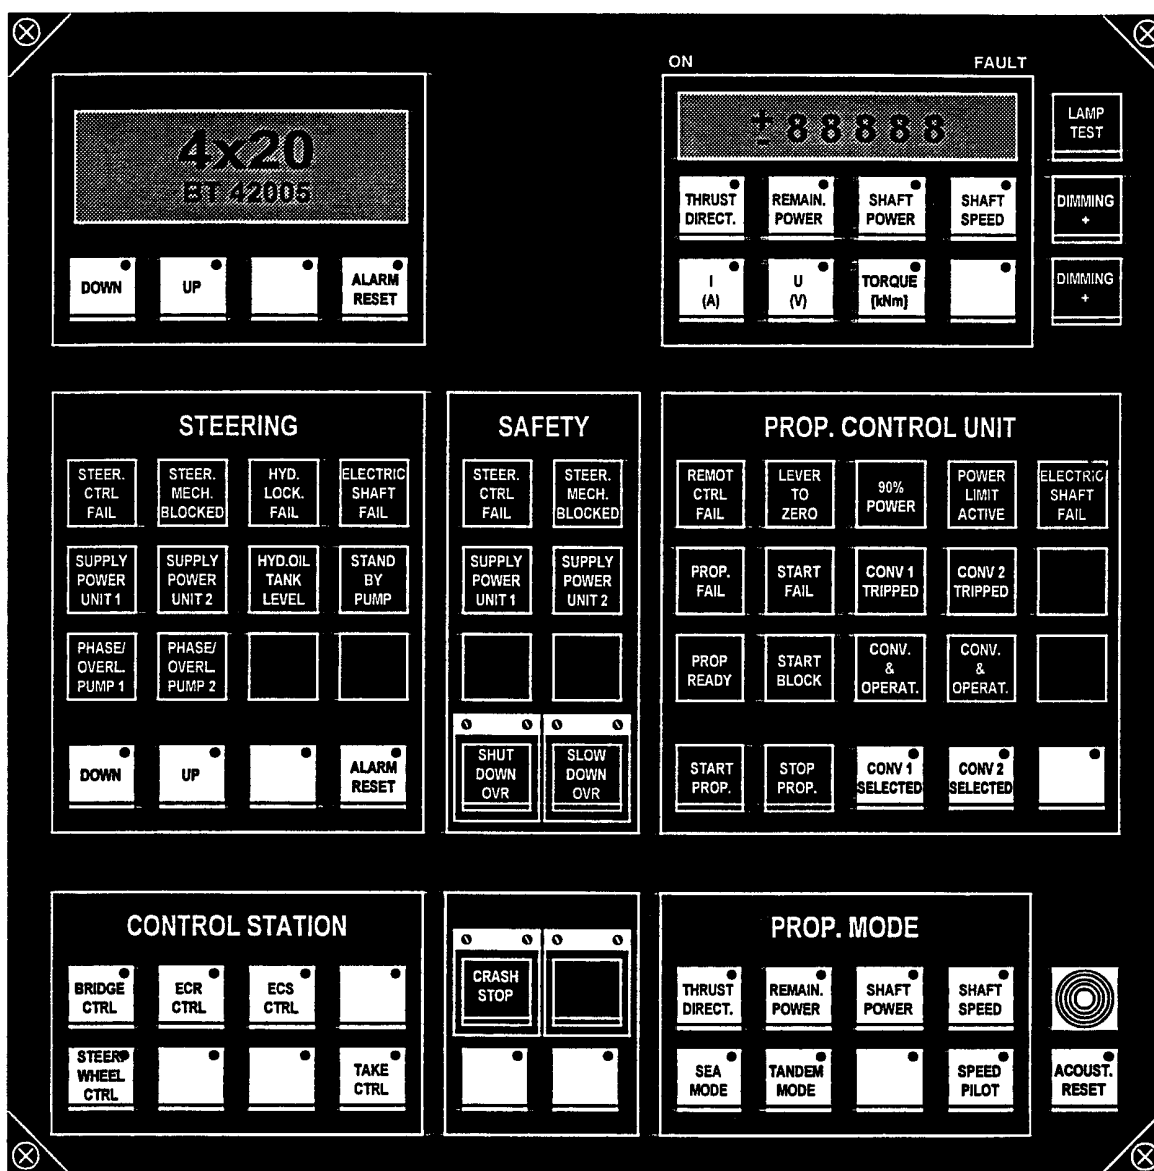 ON FAULT
4x20
BT 42005
± 8 8 8 8 8
LAMP
TEST
THRUST
DIRECT.
REMAIN.
POWER
SHAFT
POWER
SHAFT
SPEED
DIMMING
+
DOWN
UP
ALARM
RESET
I
(A)
U
(V)
TORQUE
[kNm]
DIMMING
+
STEERING
STEER.
CTRL
FAIL
STEER.
MECH.
BLOCKED
HYD.
LOCK.
FAIL
ELECTRIC
SHAFT
FAIL
SUPPLY
POWER
UNIT 1
SUPPLY
POWER
UNIT 2
HYD.OIL
TANK
LEVEL
STAND
BY
PUMP
PHASE/
OVERL.
PUMP 1
PHASE/
OVERL.
PUMP 2
DOWN
UP
ALARM
RESET
SAFETY
STEER.
CTRL
FAIL
STEER.
MECH.
BLOCKED
SUPPLY
POWER
UNIT 1
SUPPLY
POWER
UNIT 2
SHUT
DOWN
OVR
SLOW
DOWN
OVR
PROP. CONTROL UNIT
REMOT
CTRL
FAIL
LEVER
TO
ZERO
90%
POWER
POWER
LIMIT
ACTIVE
ELECTRIC
SHAFT
FAIL
PROP.
FAIL
START
FAIL
CONV 1
TRIPPED
CONV 2
TRIPPED
PROP
READY
START
BLOCK
CONV.
&
OPERAT.
CONV.
&
OPERAT.
START
PROP.
STOP
PROP.
CONV 1
SELECTED
CONV 2
SELECTED
CONTROL STATION
BRIDGE
CTRL
ECR
CTRL
ECS
CTRL
STEER
WHEEL
CTRL
TAKE
CTRL
CRASH
STOP
PROP. MODE
THRUST
DIRECT.
REMAIN.
POWER
SHAFT
POWER
SHAFT
SPEED
SEA
MODE
TANDEM
MODE
SPEED
PILOT
ACOUST.
RESET